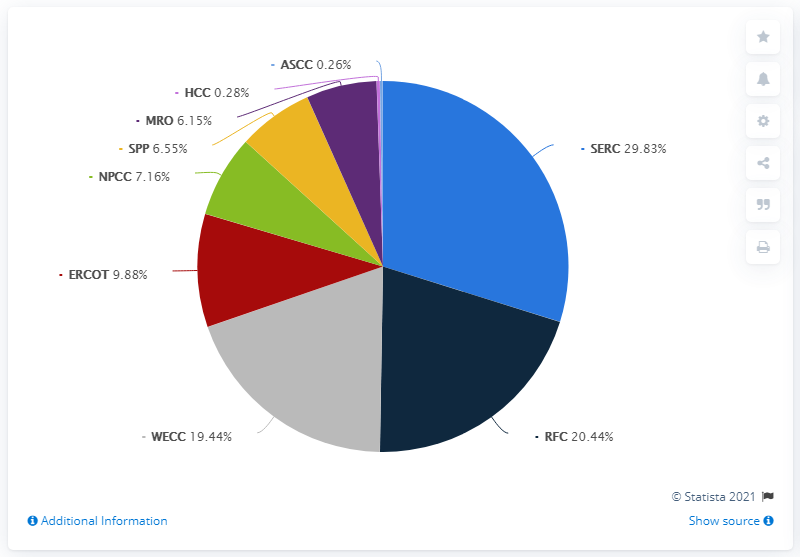 ASCC 0.26%
HCC 0.28%
MRO 6.15%
SPP 6.55%
SERC 29.83%
NPCC 7.16%
ERCOT 9.88%
WECC 19.44%
RFC 20.44%
© Statista 2021
Additional Information
Show source